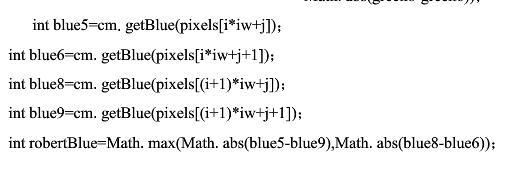 int blue5=cm. getBlue(pixels[i*iw+j]);
int blue6=cm. getBlue(pixels[i*iw+j+1]);
int blue8=cm. getBlue(pixels[(i+1)*iw+j]);
int blue9=cm. getBlue(pixels[(i+1)*iw+j+1]);
int robertBlue=Math. max(Math. abs(blue5-blue9),Math. abs(blue8-blue6));